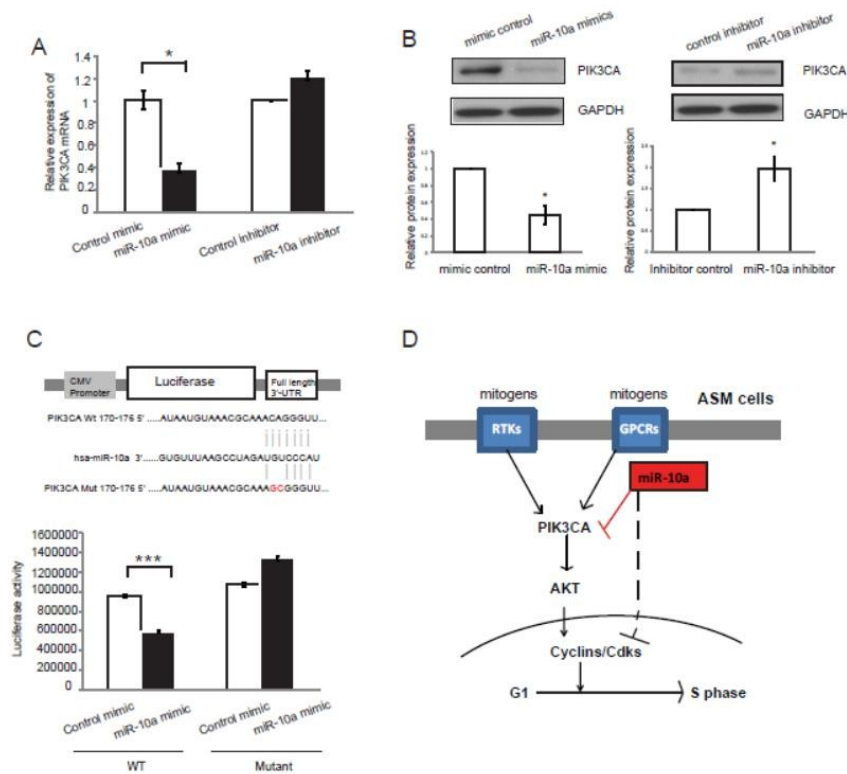 A
Relative expression of
PIK3CA mRNA
1.4
1.2
1
0.8
0.6
0.4
0.2
0
*
Control mimic
miR-10a mimic
Control inhibitor
miR-10a inhibitor
B
mimic control
miR-10a mimics
PIK3CA
GAPDH
control inhibitor
miR-10a inhibitor
PIK3CA
GAPDH
Relative protein expression
*
mimic control
miR-10a mimic
Relative protein expression
*
Inhibitor control
miR-10a inhibitor
C
CMV
Promoter
Luciferase
Full length
3'-UTR
PIK3CA Wt 170-176 5' ..AUAAUGUAAACGCAAACAGGGUU...
hsa-miR-10a 3'.....GUGUUUAAGCCUAGAUGUCCCAU
PIK3CA Mut 170-176 5' ..AUAAUGUAAACGCAAAGCGGGUU...
Luciferase activity
1600000
1400000
1200000
1000000
800000
600000
400000
200000
0
***
Control mimic
miR-10a mimic
Control mimic
miR-10a mimic
WT
Mutant
D
mitogens
mitogens
ASM cells
RTKs
GPCRs
miR-10a
PIK3CA
AKT
Cyclins/Cdks
G1
S phase